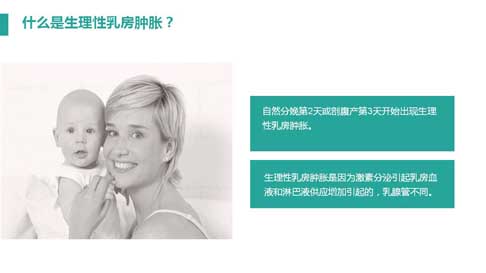 什么是生理性乳房肿胀？
自然分娩第2天或剖腹产第3天开始出现生理
性乳房肿胀。
生理性乳房肿胀是因为激素分泌引起乳房血
液和淋巴液供应增加引起的，乳腺管不同。